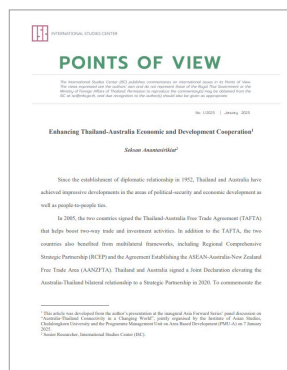 INTERNATIONAL STUDIES CENTER
POINTS OF VIEW
The International Studies Center (ISC) publishes commentaries on international issues in its Points of View.
The views expressed are the authors' own and do not represent those of the Royal Thai Government or the
Ministry of Foreign Affairs of Thailand. Permission to reproduce the commentary(s) may be obtained from the
ISC at isc@mfa.go.th, and due recognition to the author(s) should also be given as appropriate.
No. 1/2025 | January 2025
Enhancing Thailand-Australia Economic and Development Cooperation1
Seksan Anantasirikiat2
Since the establishment of diplomatic relationship in 1952, Thailand and Australia have
achieved impressive developments in the areas of political-security and economic development as
well as people-to-people ties.
In 2005, the two countries signed the Thailand-Australia Free Trade Agreement (TAFTA)
that helps boost two-way trade and investment activities. In addition to the TAFTA, the two
countries also benefited from multilateral frameworks, including Regional Comprehensive
Strategic Partnership (RCEP) and the Agreement Establishing the ASEAN-Australia-New Zealand
Free Trade Area (AANZFTA). Thailand and Australia signed a Joint Declaration elevating the
Australia-Thailand bilateral relationship to a Strategic Partnership in 2020. To commemorate the
1 This article was developed from the author's presentation at the inaugural Asia Forward Series' panel discussion on
"Australia-Thailand Connectivity in a Changing World", jointly organised by the Institute of Asian Studies,
Chulalongkorn University and the Programme Management Unit on Area Based Development (PMU-A) on 7 January
2025.
2 Senior Researcher, International Studies Center (ISC).